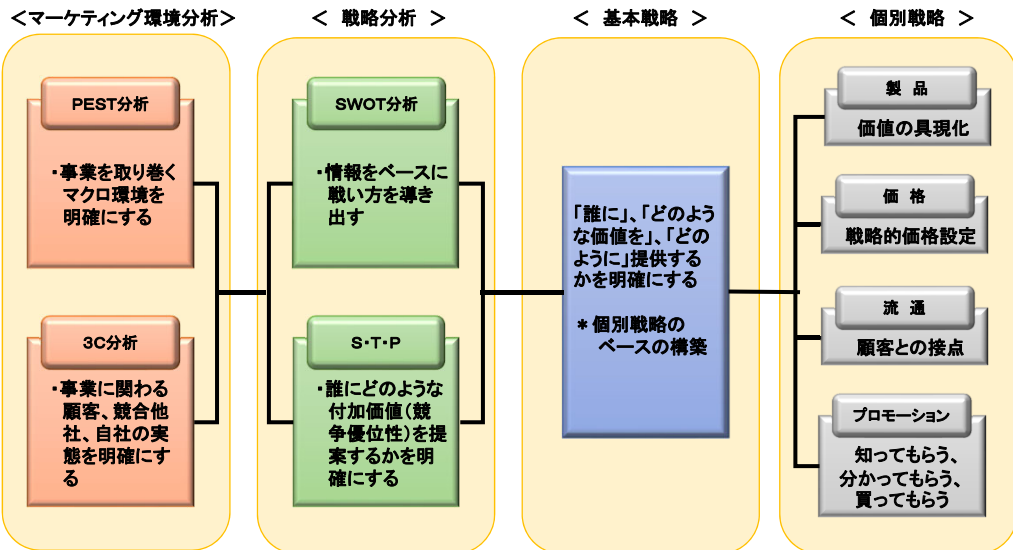 ＜マーケティング環境分析＞
PEST分析
・事業を取り巻く
マクロ環境を
明確にする
3C分析
・事業に関わる
顧客、競合他
社、自社の実
態を明確にす
る
＜ 戦略分析 ＞
SWOT分析
・情報をベースに
戦い方を導き
出す
S・T・P
・誰にどのような
付加価値（競
争優位性）を提
案するかを明
確にする
＜ 基本戦略 ＞
「誰に」、「どのよう
な価値を」、「どの
ように」提供する
かを明確にする
＊個別戦略の
ベースの構築
＜ 個別戦略 ＞
製 品
価値の具現化
価 格
戦略的価格設定
流 通
顧客との接点
プロモーション
知ってもらう、
分かってもらう、
買ってもらう